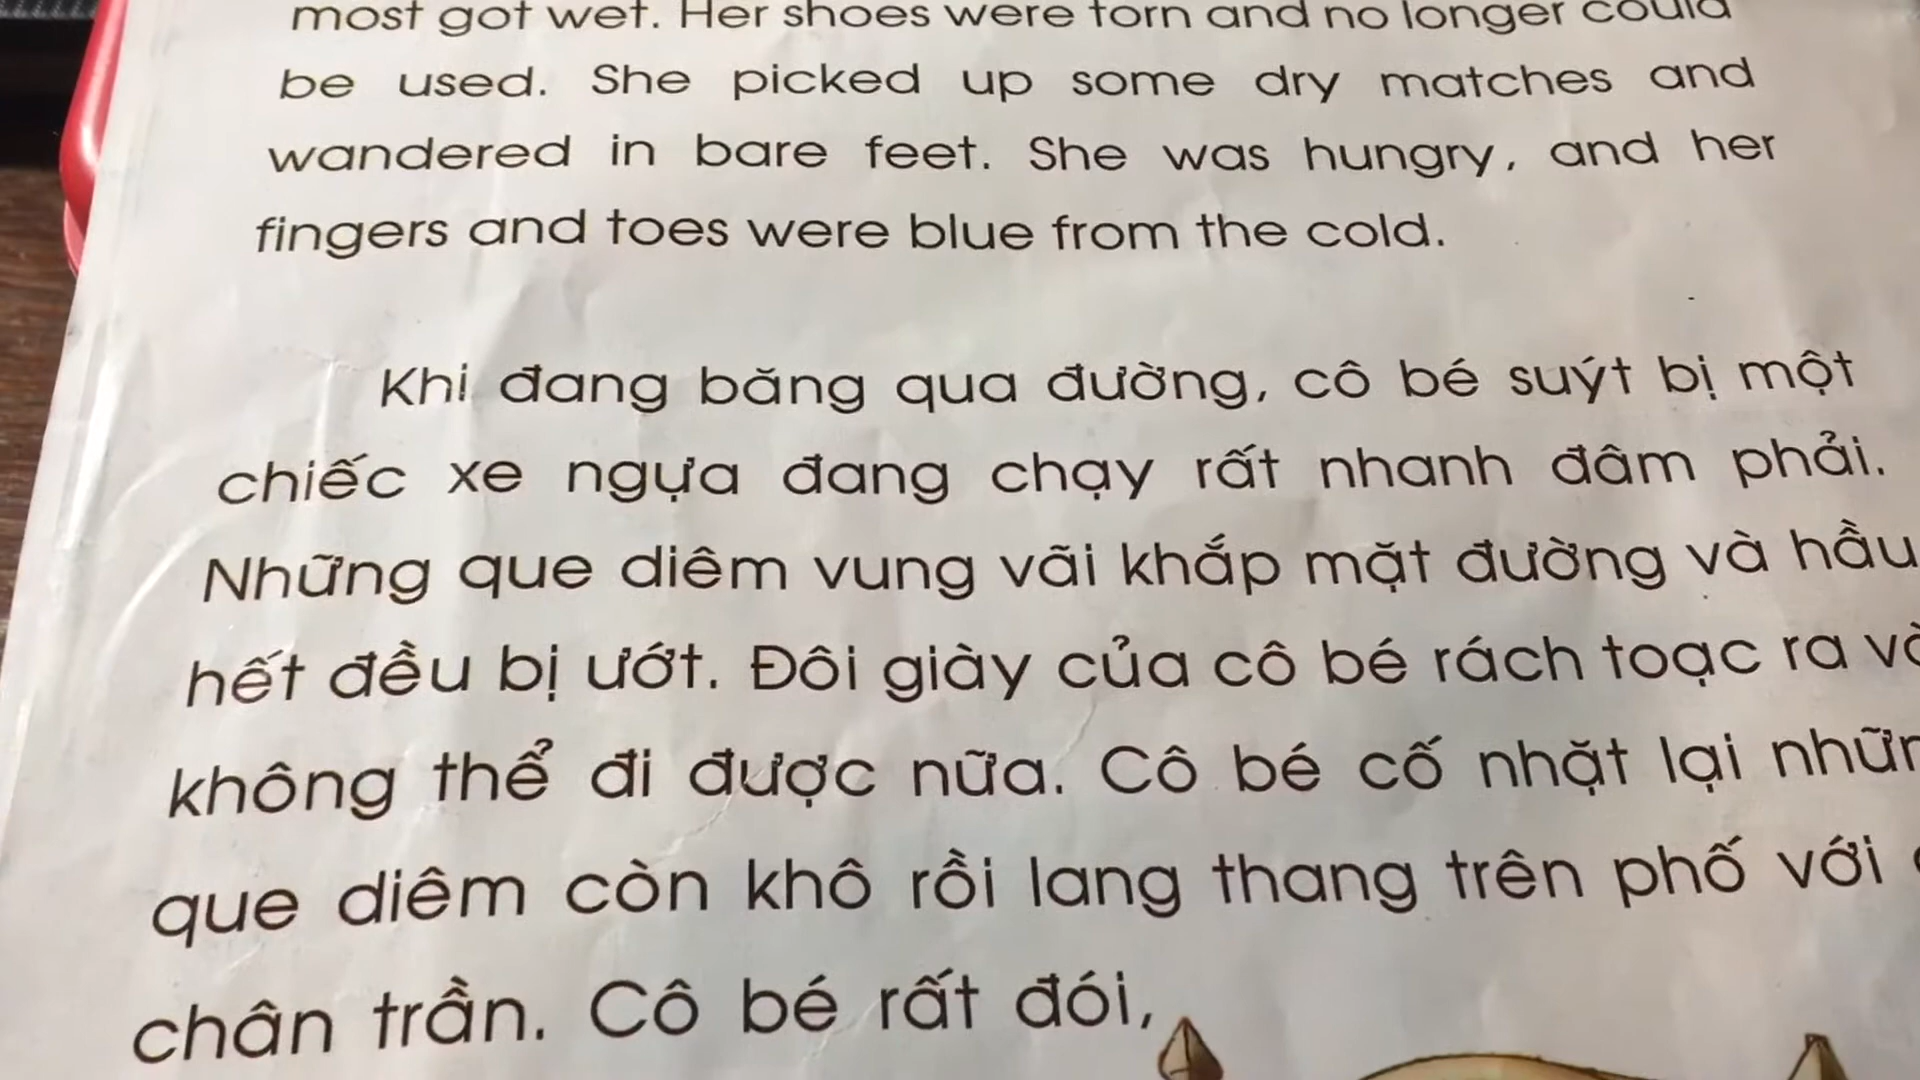 most got wet. Her shoes were torn and no longer could
be used. She picked up some dry matches and
wandered in bare feet. She was hungry, and her
fingers and toes were blue from the cold.
Khi đang băng qua đường, cô bé suýt bị một
chiếc xe ngựa đang chạy rất nhanh đâm phải.
Những que diêm vung vãi khắp mặt đường và hầu
hết đều bị ướt. Đôi giày của cô bé rách toạc ra
không thể đi được nữa. Cô bé cố nhặt lại
que diêm còn khô rồi lang thang trên phố với
chân trần. Cô bé rất đói,